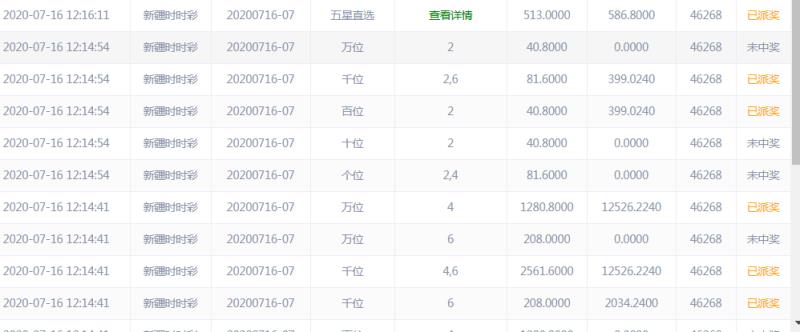 2020-07-16 12:16:11 新疆时时彩 20200716-07 五星直选 查看详情 513.0000 586.8000 46268 已派奖
2020-07-16 12:14:54 新疆时时彩 20200716-07 万位 2 40.8000 0.0000 46268 未中奖
2020-07-16 12:14:54 新疆时时彩 20200716-07 千位 2,6 81.6000 399.0240 46268 已派奖
2020-07-16 12:14:54 新疆时时彩 20200716-07 百位 2 40.8000 399.0240 46268 已派奖
2020-07-16 12:14:54 新疆时时彩 20200716-07 十位 2 40.8000 0.0000 46268 未中奖
2020-07-16 12:14:54 新疆时时彩 20200716-07 个位 2,4 81.6000 0.0000 46268 未中奖
2020-07-16 12:14:41 新疆时时彩 20200716-07 万位 4 1280.8000 12526.2240 46268 已派奖
2020-07-16 12:14:41 新疆时时彩 20200716-07 万位 6 208.0000 0.0000 46268 未中奖
2020-07-16 12:14:41 新疆时时彩 20200716-07 千位 4,6 2561.6000 12526.2240 46268 已派奖
2020-07-16 12:14:41 新疆时时彩 20200716-07 千位 6 208.0000 2034.2400 46268 已派奖